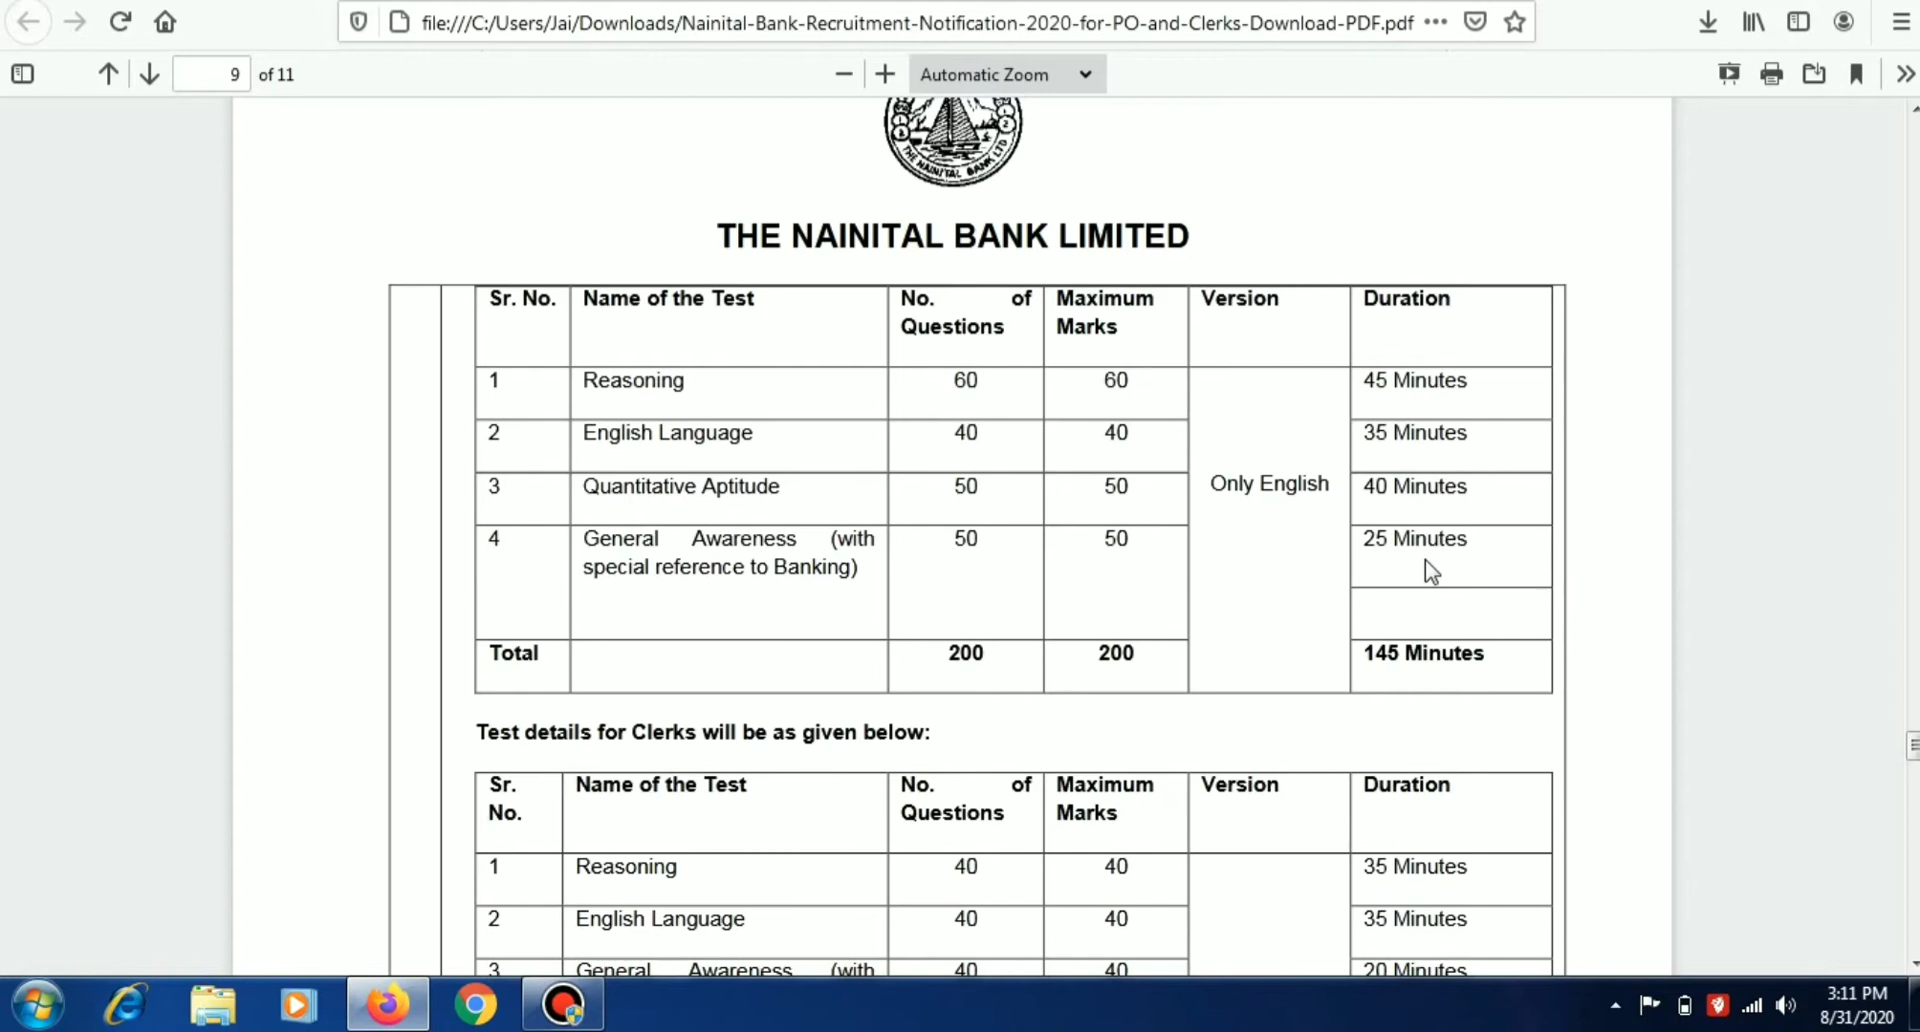 file:///C:/Users/Jai/Downloads/Nainital-Bank-Recruitment-Notification-2020-for-PO-and-Clerks-Download-PDF.pdf
9 of 11
Automatic Zoom
THE NAINITAL BANK LTD
THE NAINITAL BANK LIMITED
Sr. No. Name of the Test No. of Questions Maximum Marks Version Duration
1 Reasoning 60 60 45 Minutes
2 English Language 40 40 35 Minutes
Only English
3 Quantitative Aptitude 50 50 40 Minutes
4 General Awareness (with 50 50 25 Minutes
special reference to Banking)
Total 200 200 145 Minutes
Test details for Clerks will be as given below:
Sr. No. Name of the Test No. of Questions Maximum Marks Version Duration
1 Reasoning 40 40 35 Minutes
2 English Language 40 40 35 Minutes
3 General Awareness (with 40 40 20 Minutes
3:11 PM
8/31/2020